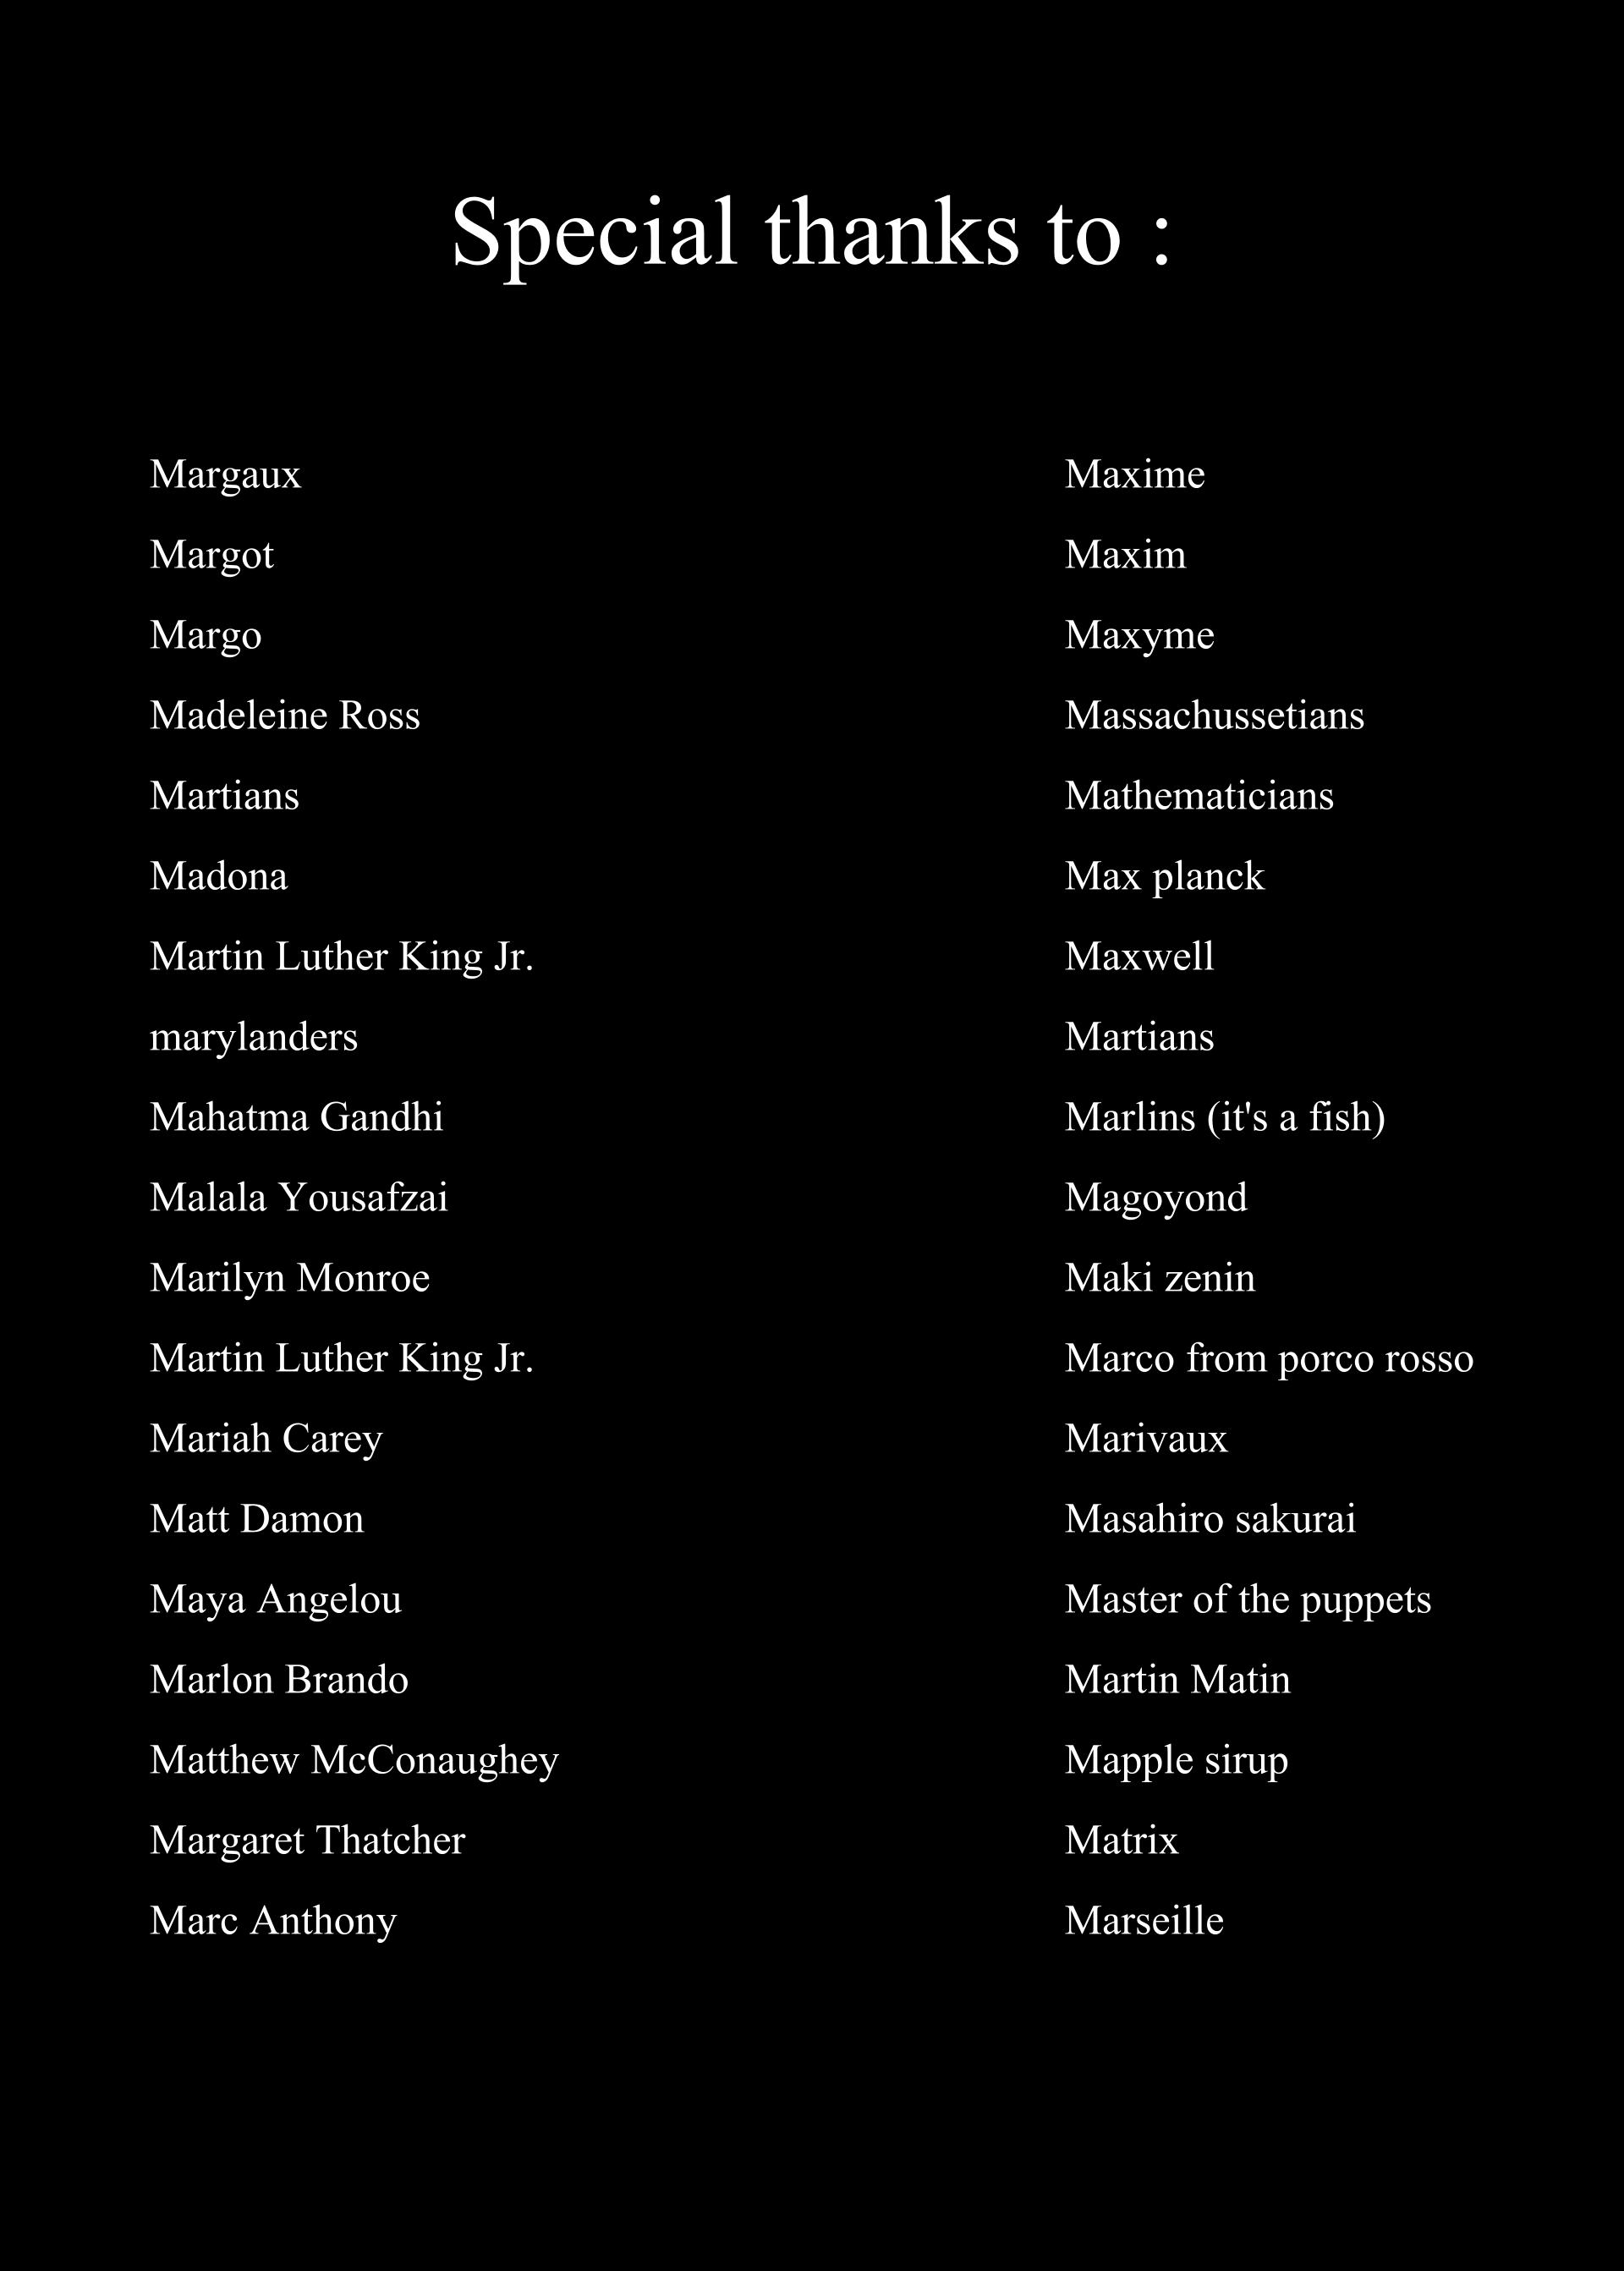 Special thanks to :
Margaux
Margot
Margo
Madeleine Ross
Martians
Madona
Martin Luther King Jr.
marylanders
Mahatma Gandhi
Malala Yousafzai
Marilyn Monroe
Martin Luther King Jr.
Mariah Carey
Matt Damon
Maya Angelou
Marlon Brando
Matthew McConaughey
Margaret Thatcher
Marc Anthony
Maxime
Maxim
Maxyme
Massachussetians
Mathematicians
Max planck
Maxwell
Martians
Marlins (it's a fish)
Magoyond
Maki zenin
Marco from porco rosso
Marivaux
Masahiro sakurai
Master of the puppets
Martin Matin
Mapple sirup
Matrix
Marseille